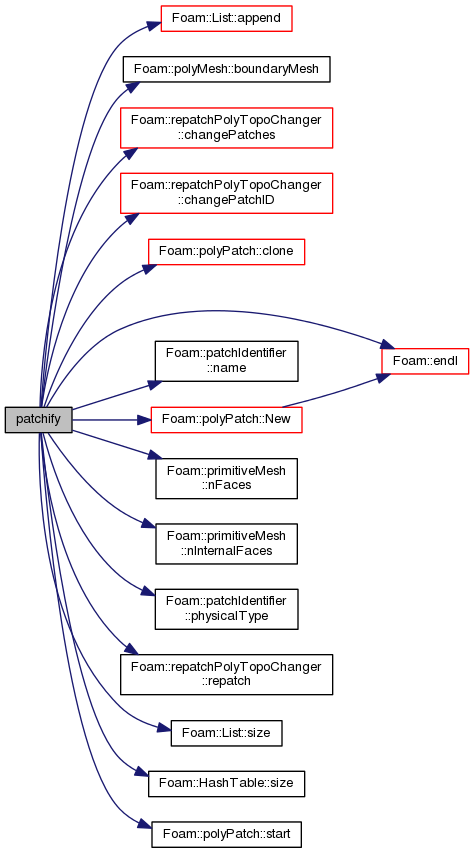 Foam::List::append
Foam::polyMesh::boundaryMesh
Foam::repatchPolyTopoChanger
::changePatches
Foam::repatchPolyTopoChanger
::changePatchID
Foam::polyPatch::clone
Foam::patchIdentifier
::name
Foam::endl
patchify
Foam::polyPatch::New
Foam::primitiveMesh
::nFaces
Foam::primitiveMesh
::nInternalFaces
Foam::patchIdentifier
::physicalType
Foam::repatchPolyTopoChanger
::repatch
Foam::List::size
Foam::HashTable::size
Foam::polyPatch::start